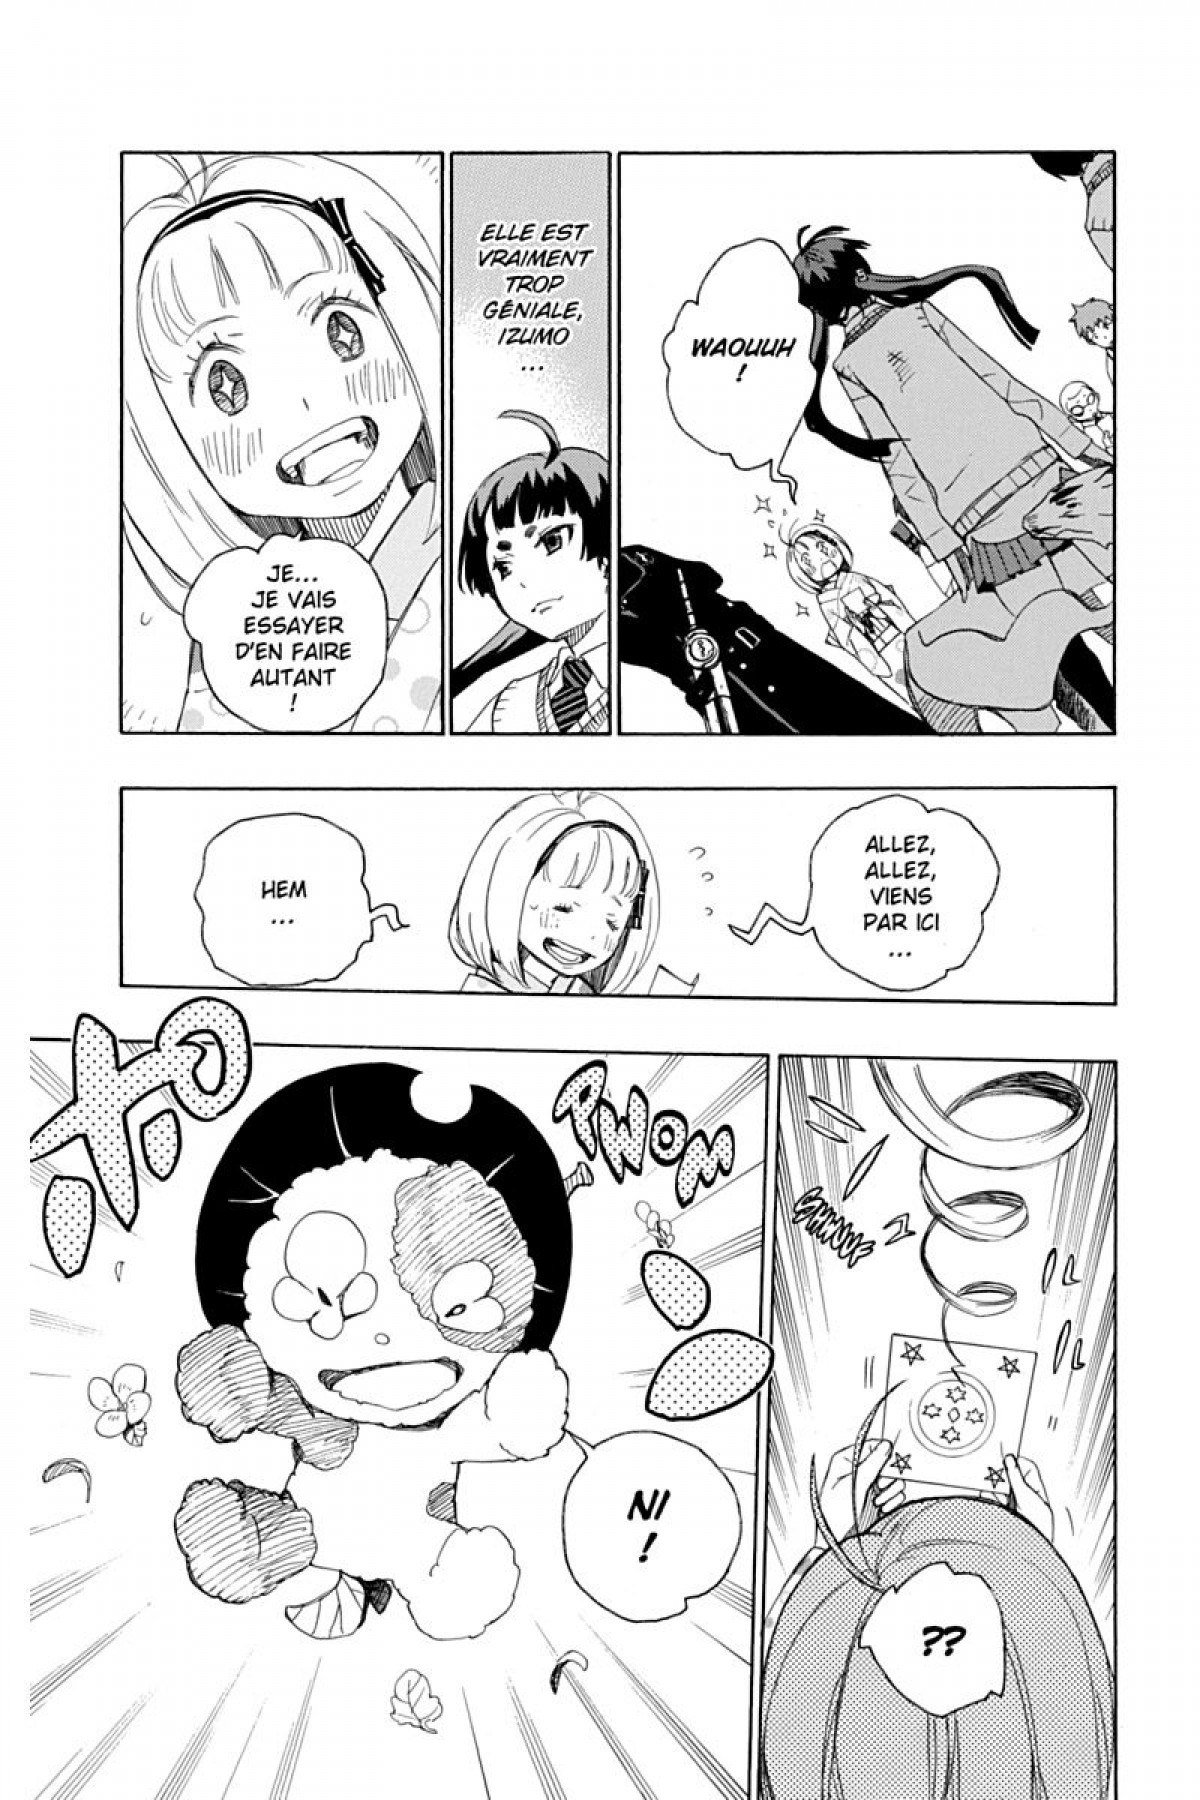 WAOUUH
!
ELLE EST
VRAIMENT
TROP
GÉNIALE,
IZUMO
...
JE...
JE VAIS
ESSAYER
D'EN FAIRE
AUTANT
!
ALLEZ,
ALLEZ,
VIENS
PAR ICI
...
HEM
...
SHWUUF
??
PWOM
NI
!